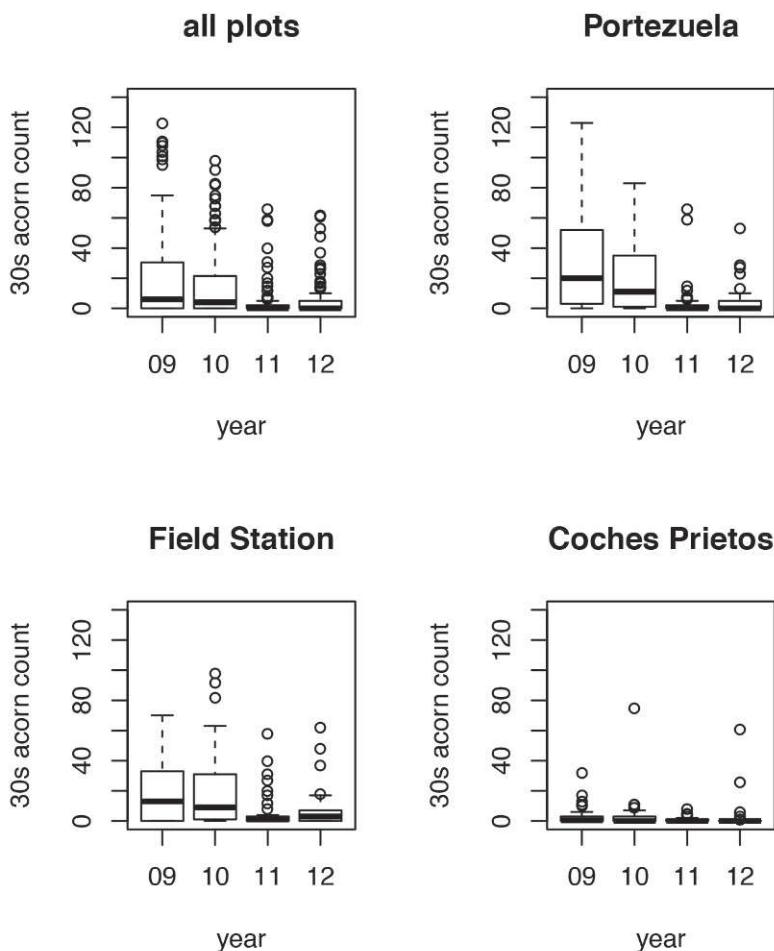 all plots
30s acorn count
120
80
40
0
09 10 11 12
year
Portezuela
30s acorn count
120
80
40
0
09 10 11 12
year
Field Station
30s acorn count
120
80
40
0
09 10 11 12
year
Coches Prietos
30s acorn count
120
80
40
0
09 10 11 12
year